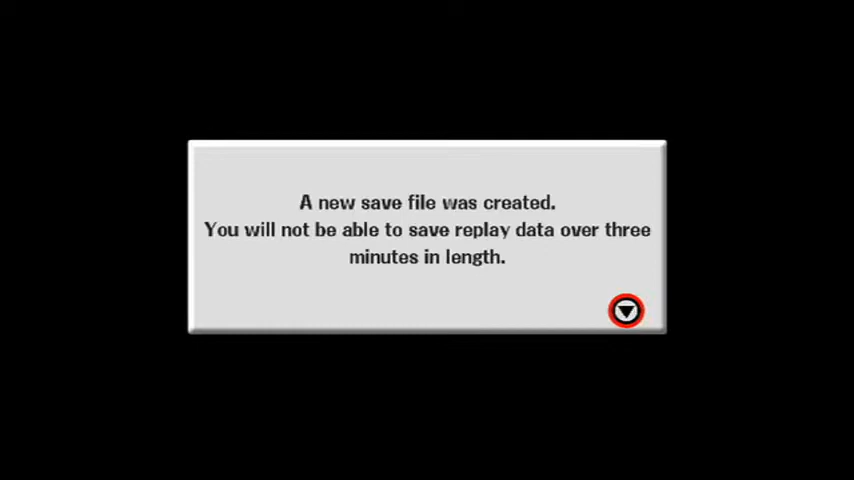 A new save file was created.
You will not be able to save replay data over three
minutes in length.